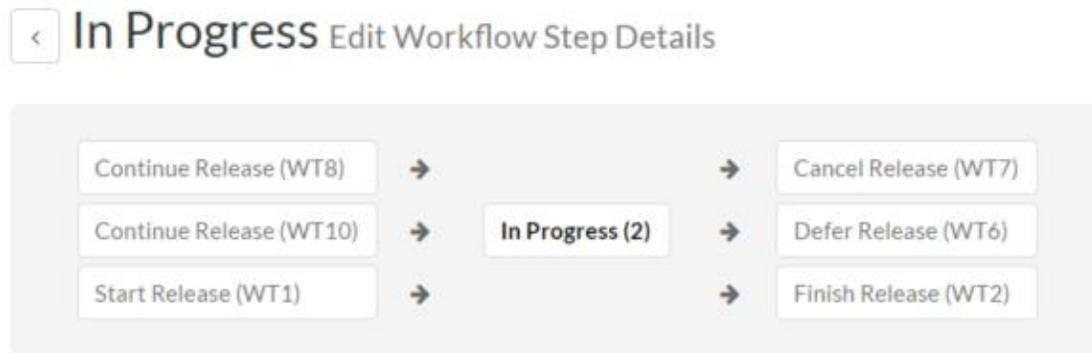 In Progress Edit Workflow Step Details
Continue Release (WT8)
Cancel Release (WT7)
Continue Release (WT10)
In Progress (2)
Defer Release (WT6)
Start Release (WT1)
Finish Release (WT2)